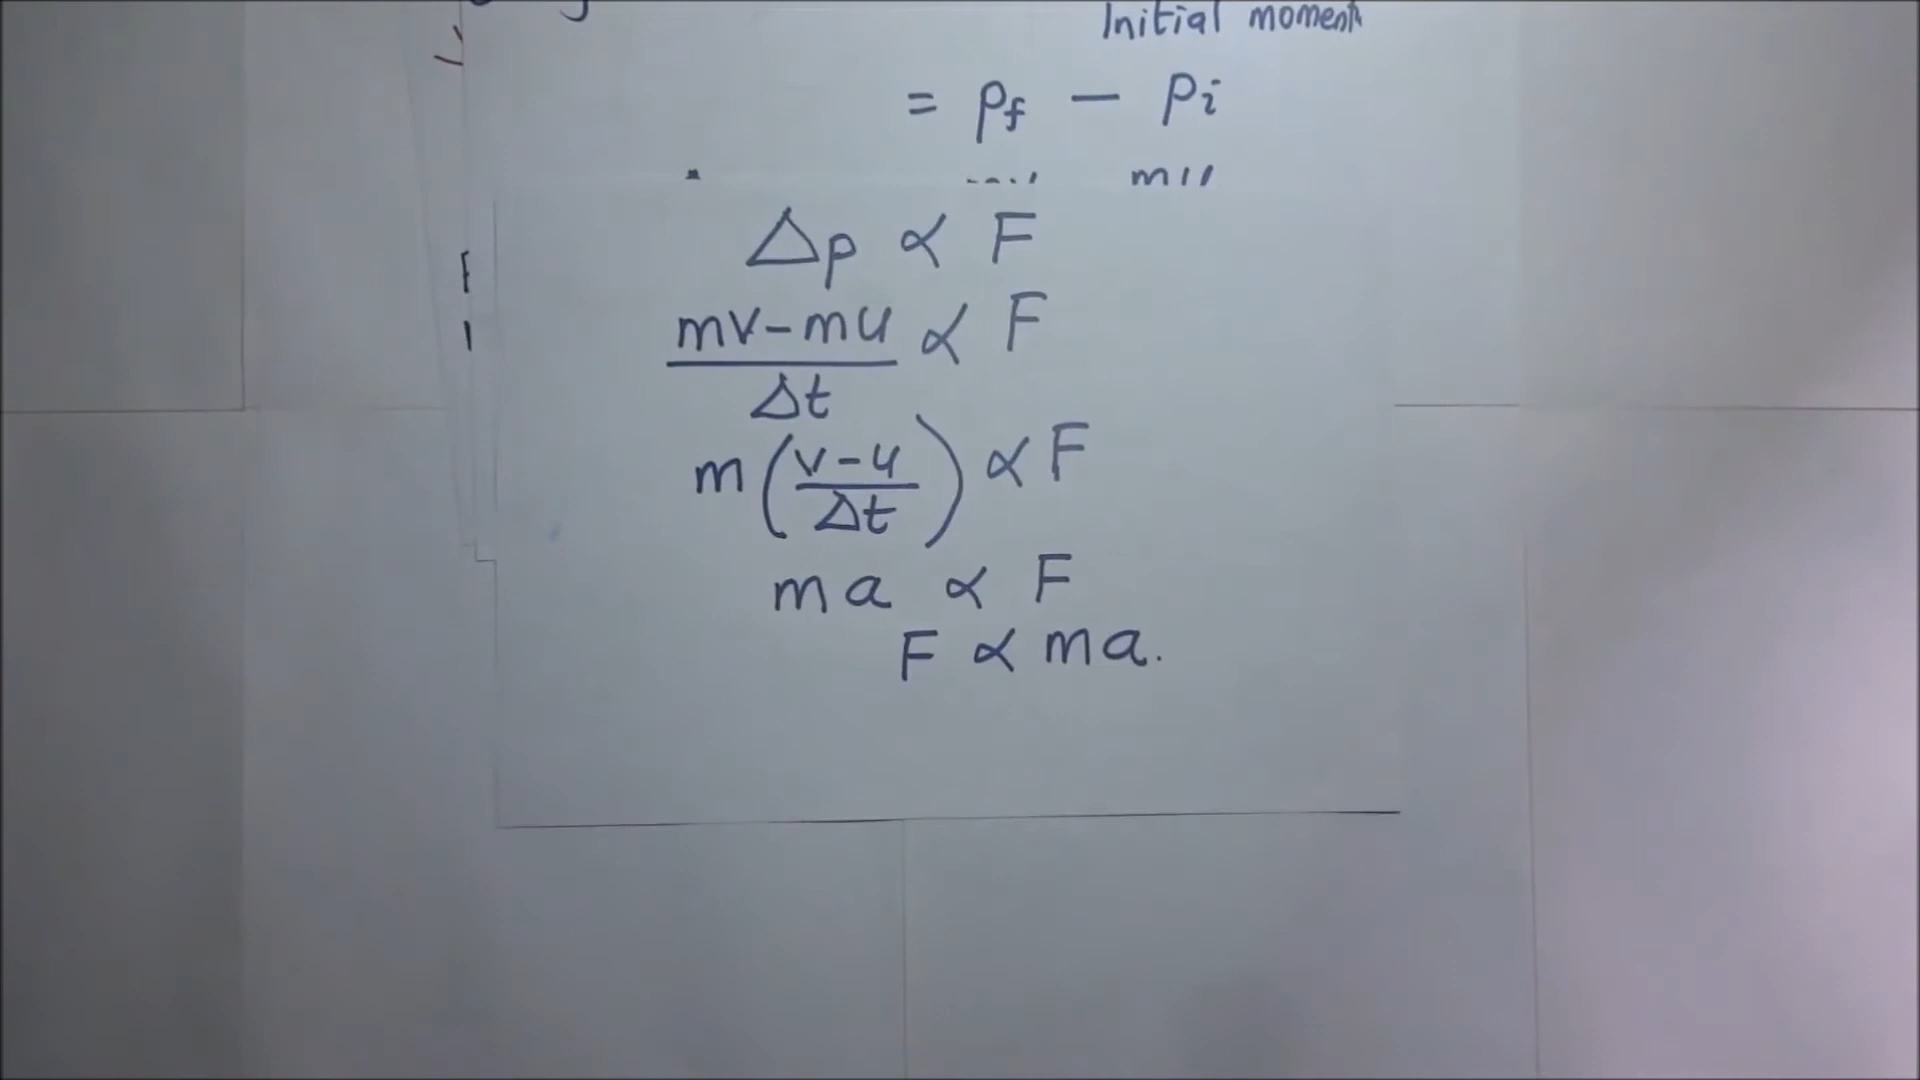 Initial moment
= pf − pi
Δp ∝ F
mv−mu/Δt ∝ F
m(v−u/Δt) ∝ F
ma ∝ F
F ∝ ma.